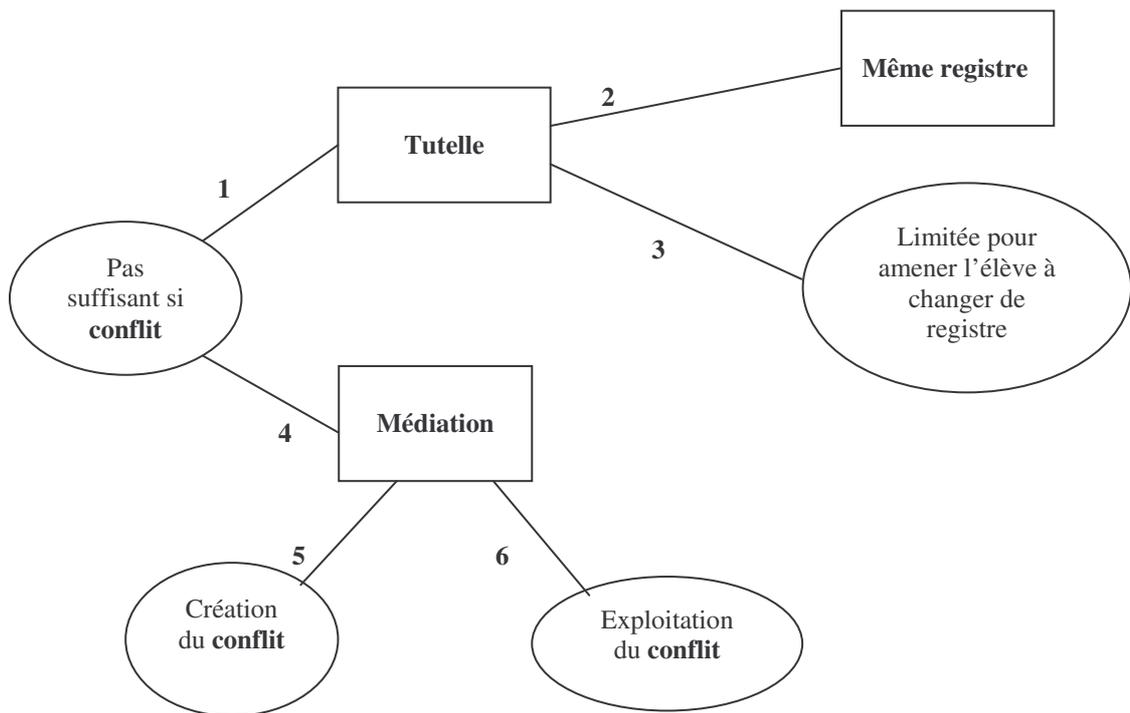 Même registre
2
Tutelle
1
3
Limitée pour
amener l’élève à
changer de
registre
Pas
suffisant si
conflit
Médiation
4
5
6
Création
du conflit
Exploitation
du conflit